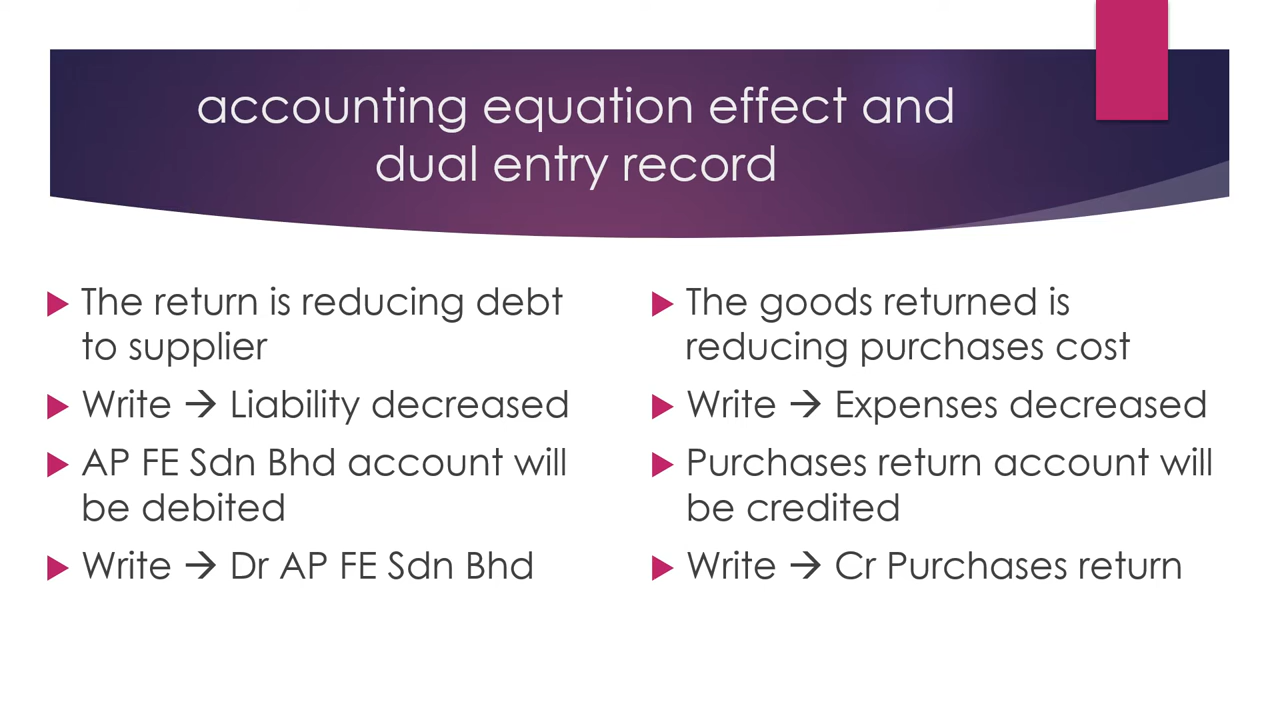 accounting equation effect and
dual entry record
The return is reducing debt
to supplier
Write → Liability decreased
AP FE Sdn Bhd account will
be debited
Write → Dr AP FE Sdn Bhd
The goods returned is
reducing purchases cost
Write → Expenses decreased
Purchases return account will
be credited
Write → Cr Purchases return